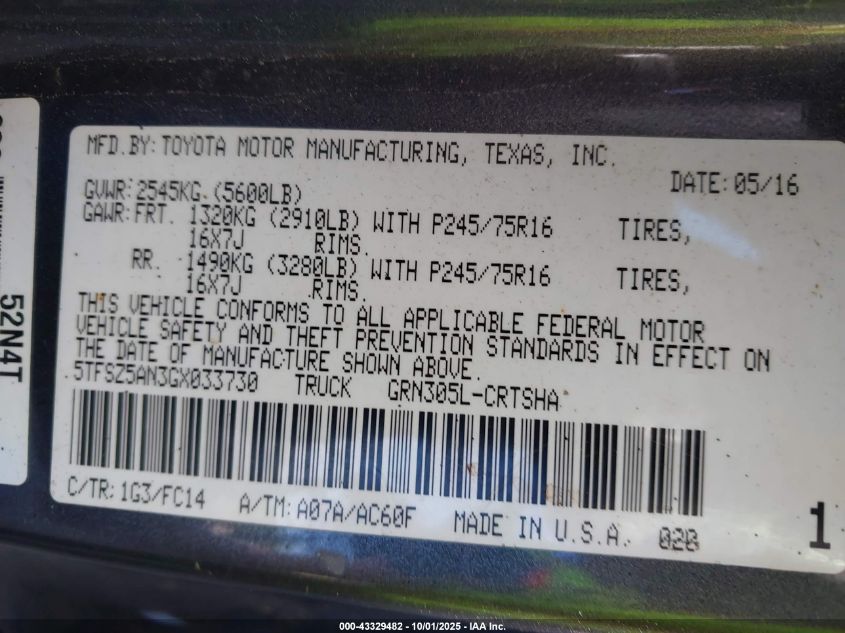 MFD.BY: TOYOTA MOTOR MANUFACTURING, TEXAS, INC.
DATE: 05/16
GVWR: 2545KG (5600LB)
GAWR: FRT. 1320KG (2910LB) WITH P245/75R16 TIRES,
16X7J RIMS.
RR. 1490KG (3280LB) WITH P245/75R16 TIRES,
16X7J RIMS.
THIS VEHICLE CONFORMS TO ALL APPLICABLE FEDERAL MOTOR
VEHICLE SAFETY AND THEFT PREVENTION STANDARDS IN EFFECT ON
THE DATE OF MANUFACTURE SHOWN ABOVE.
5TFSZ5AN3GX033730 TRUCK GRN305L-CRTSHA
C/TR: 1G3/FC14 A/TM: A07A/AC60F MADE IN U.S.A.
1
52N4T
000-43329482 - 10/01/2025 - IAA Inc.